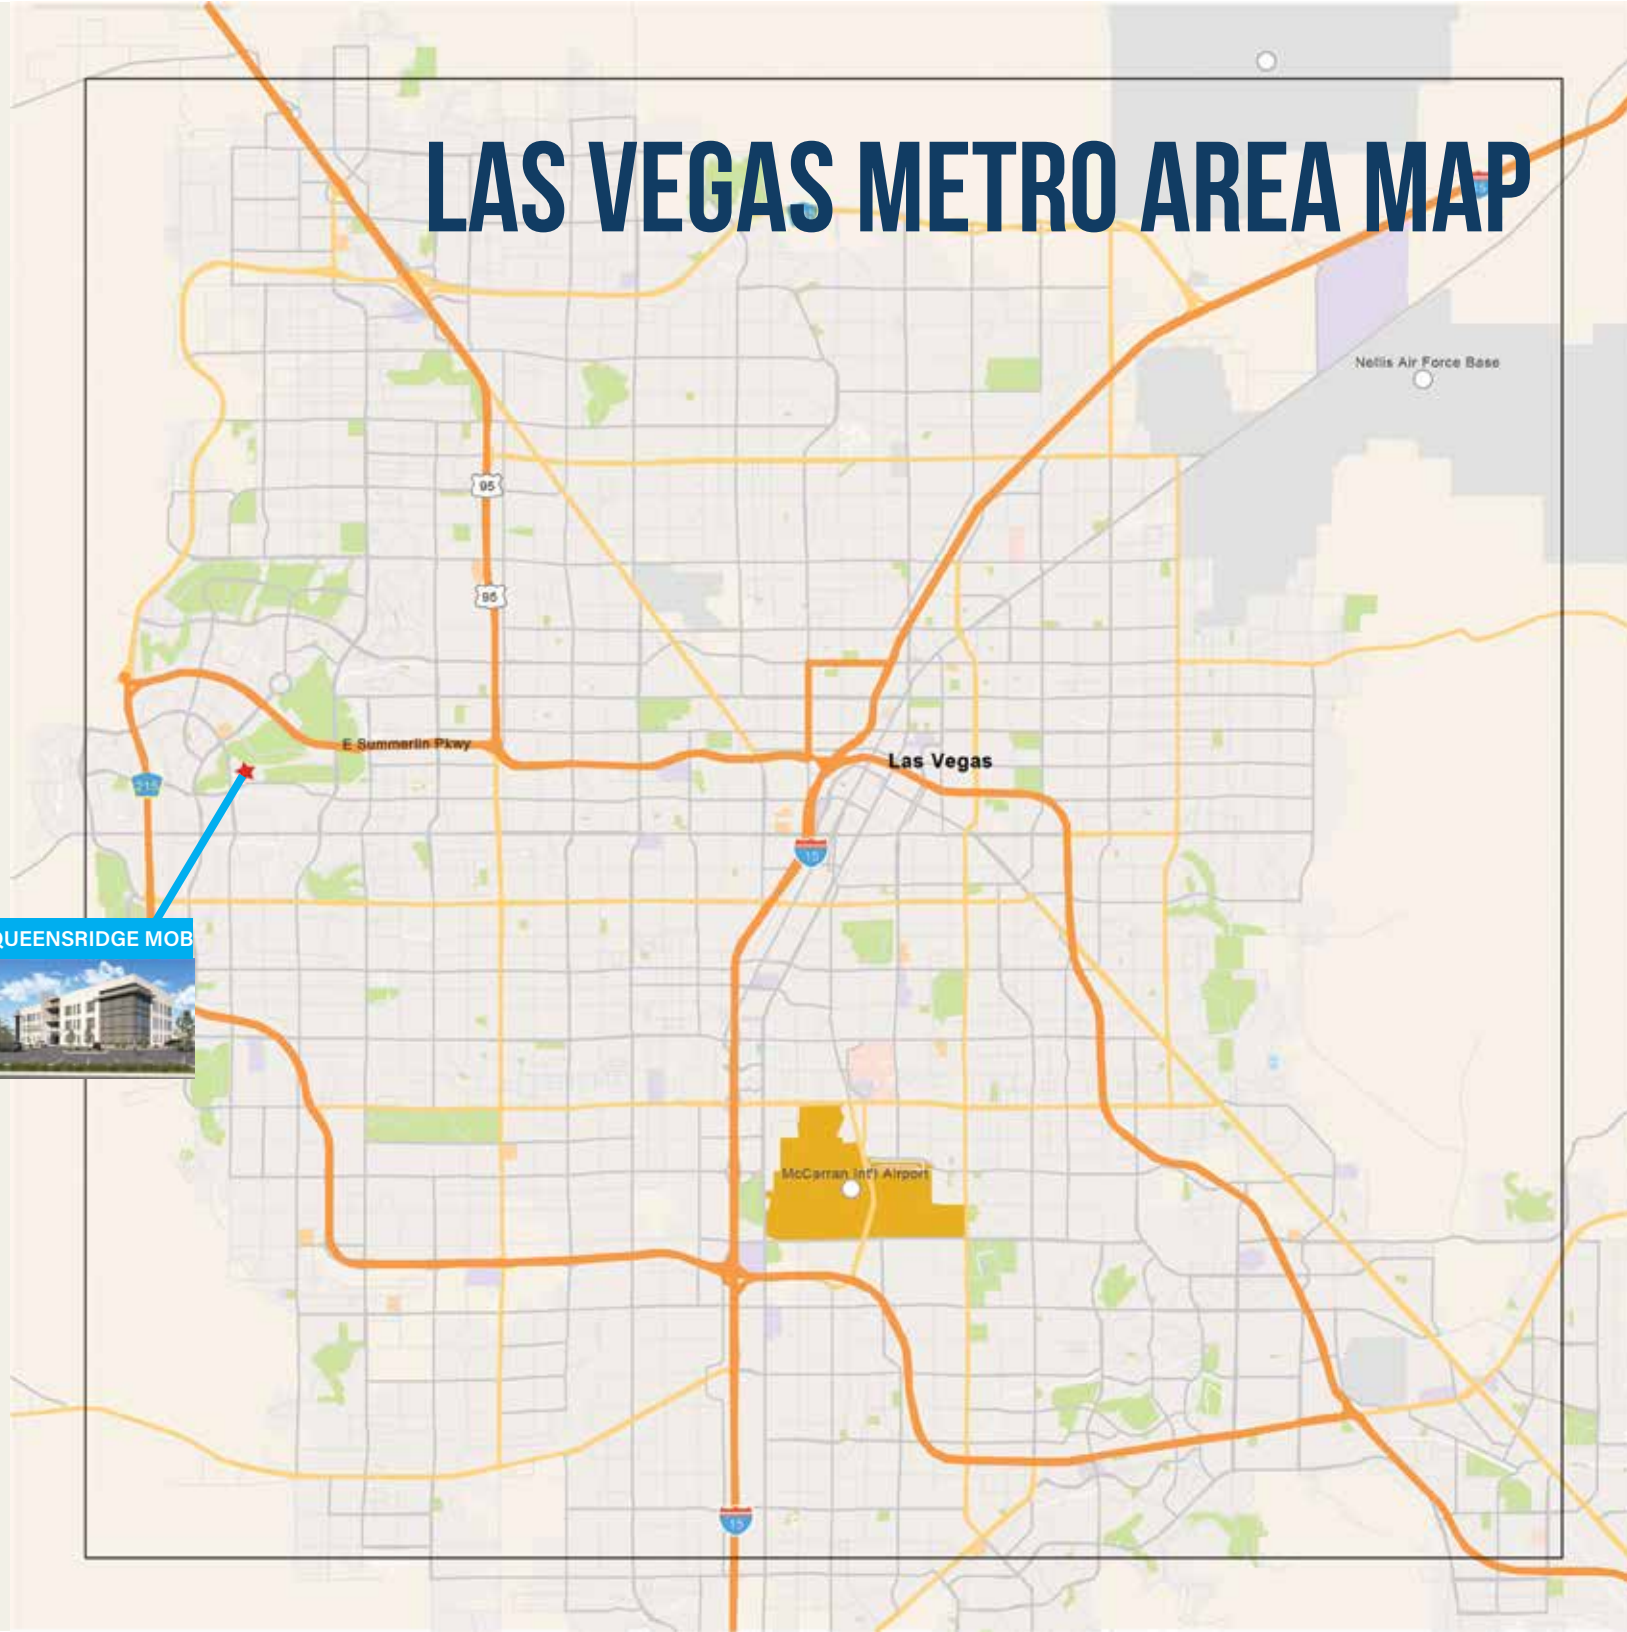 LAS VEGAS METRO AREA MAP
Nellis Air Force Base
95
95
E Summerlin Pkwy
Las Vegas
215
15
QUEENSRIDGE MOB
McCarran Int'l Airport
15